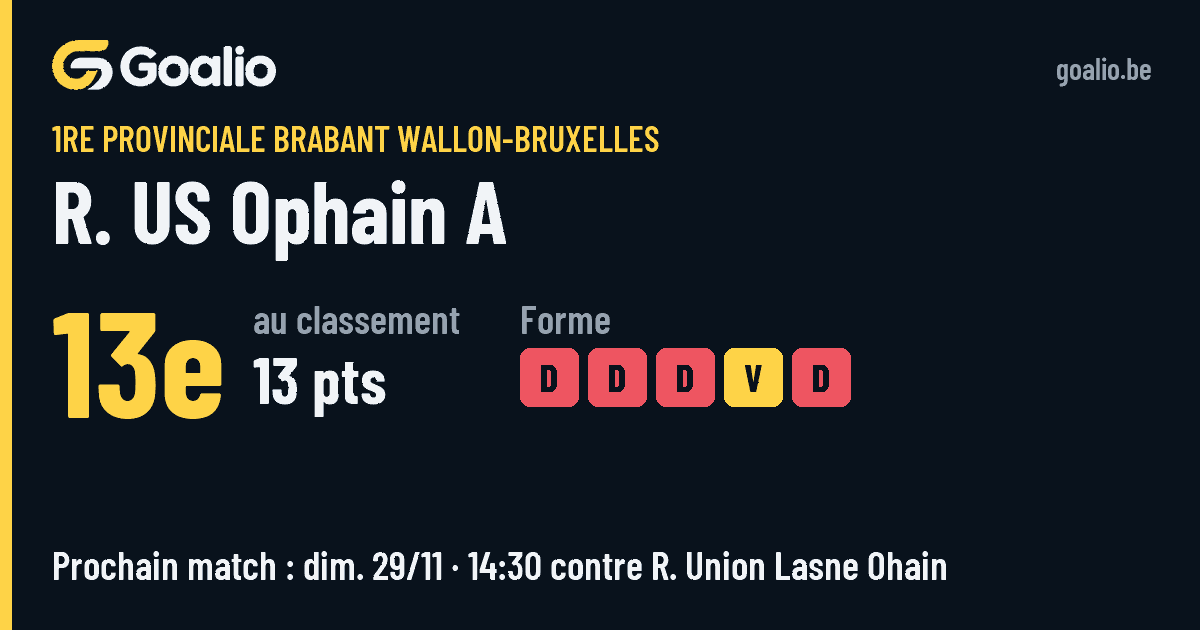 Goalio
goalio.be
1RE PROVINCIALE BRABANT WALLON-BRUXELLES
R. US Ophain A
13e
au classement
13 pts
Forme
D D D V D
Prochain match : dim. 29/11 · 14:30 contre R. Union Lasne Ohain